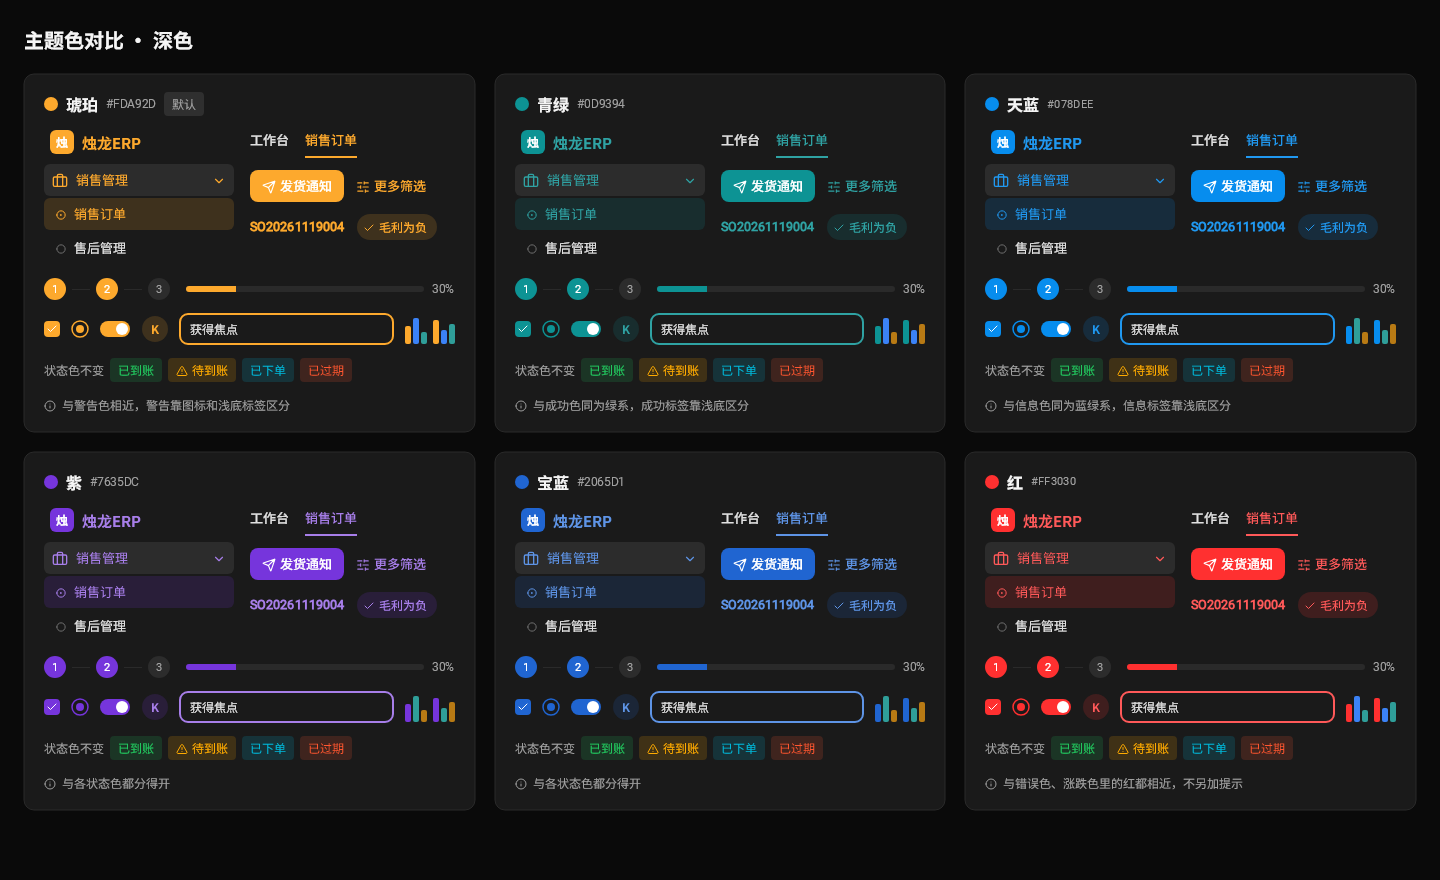 主题色对比 · 深色
琥珀 #FDA92D 默认
烛 烛龙ERP 工作台 销售订单
销售管理 发货通知 更多筛选
销售订单 SO20261119004 毛利为负
售后管理
1 2 3 30%
K 获得焦点
状态色不变 已到账 待到账 已下单 已过期
与警告色相近，警告靠图标和浅底标签区分
青绿 #0D9394
烛 烛龙ERP 工作台 销售订单
销售管理 发货通知 更多筛选
销售订单 SO20261119004 毛利为负
售后管理
1 2 3 30%
K 获得焦点
状态色不变 已到账 待到账 已下单 已过期
与成功色同为绿系，成功标签靠浅底区分
天蓝 #078DEE
烛 烛龙ERP 工作台 销售订单
销售管理 发货通知 更多筛选
销售订单 SO20261119004 毛利为负
售后管理
1 2 3 30%
K 获得焦点
状态色不变 已到账 待到账 已下单 已过期
与信息色同为蓝绿系，信息标签靠浅底区分
紫 #7635DC
烛 烛龙ERP 工作台 销售订单
销售管理 发货通知 更多筛选
销售订单 SO20261119004 毛利为负
售后管理
1 2 3 30%
K 获得焦点
状态色不变 已到账 待到账 已下单 已过期
与各状态色都分得开
宝蓝 #2065D1
烛 烛龙ERP 工作台 销售订单
销售管理 发货通知 更多筛选
销售订单 SO20261119004 毛利为负
售后管理
1 2 3 30%
K 获得焦点
状态色不变 已到账 待到账 已下单 已过期
与各状态色都分得开
红 #FF3030
烛 烛龙ERP 工作台 销售订单
销售管理 发货通知 更多筛选
销售订单 SO20261119004 毛利为负
售后管理
1 2 3 30%
K 获得焦点
状态色不变 已到账 待到账 已下单 已过期
与错误色、涨跌色里的红都相近，不另加提示